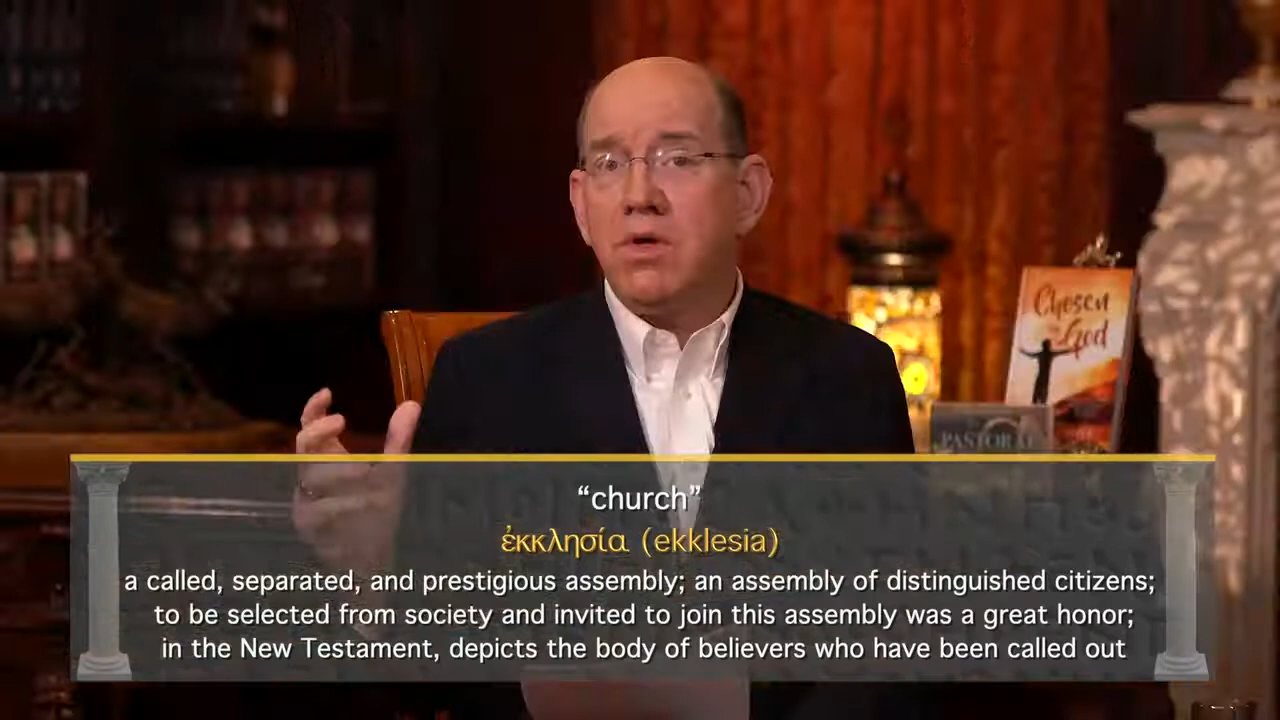 Chosen
God
PASTORAL
“church”
ἐκκλησία (ekklesia)
a called, separated, and prestigious assembly; an assembly of distinguished citizens;
to be selected from society and invited to join this assembly was a great honor;
in the New Testament, depicts the body of believers who have been called out